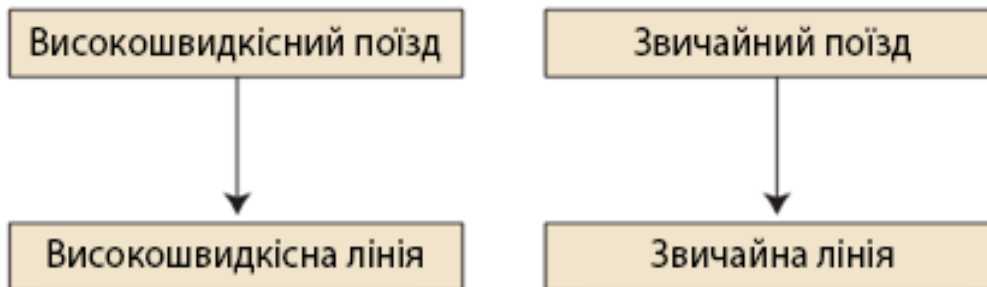 Високошвидкісний поїзд
Звичайний поїзд
Високошвидкісна лінія
Звичайна лінія